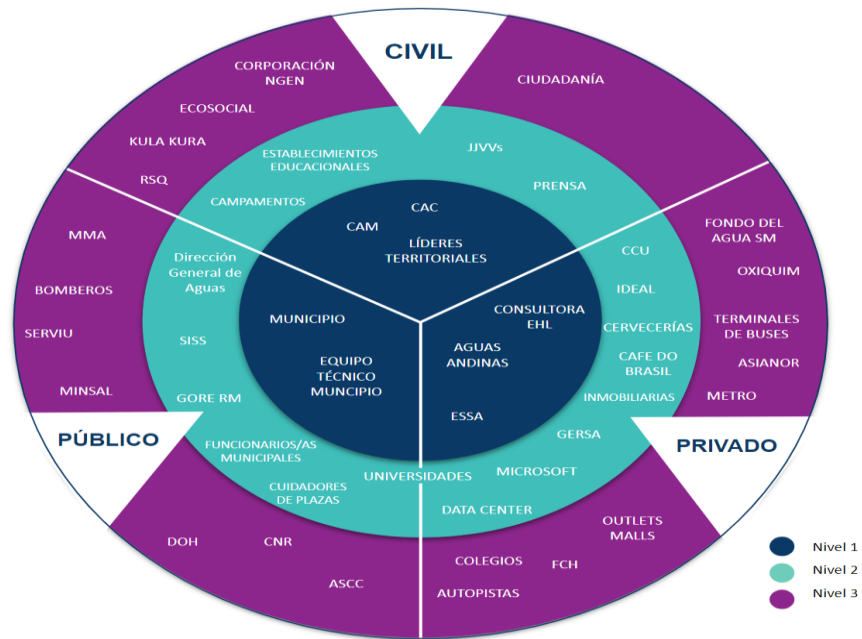 CIVIL
CORPORACIÓN
NGEN
ECOSOCIAL
KULA KURA
RSQ
CIUDADANÍA
ESTABLECIMIENTOS
EDUCACIONALES
CAMPAMENTOS
JJVVs
PRENSA
CAC
CAM
LÍDERES
TERRITORIALES
PÚBLICO
MMA
BOMBEROS
SERVIU
MINSAL
Dirección
General de
Aguas
SISS
GORE RM
FUNCIONARIOS/AS
MUNICIPALES
CUIDADORES
DE PLAZAS
UNIVERSIDADES
MUNICIPIO
EQUIPO
TÉCNICO
MUNCIPIO
DOH
CNR
ASCC
PRIVADO
CONSULTORA
EHL
AGUAS
ANDINAS
ESSA
CCU
IDEAL
CERVECERÍAS
CAFE DO
BRASIL
INMOBILIARIAS
GERSA
MICROSOFT
DATA CENTER
FONDO DEL
AGUA SM
OXIQUIM
TERMINALES
DE BUSES
ASIANOR
METRO
OUTLETS
MALLS
COLEGIOS
FCH
AUTOPISTAS
Nivel 1
Nivel 2
Nivel 3